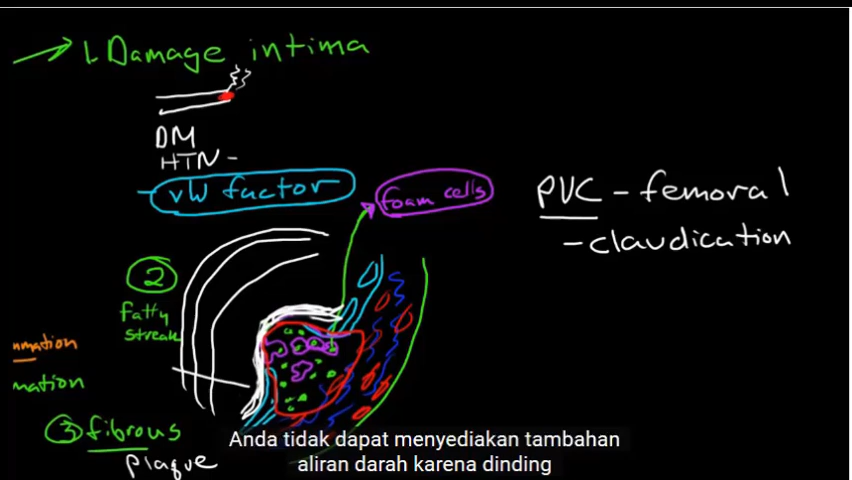 1. Damage intima
DM
HTN -
vW factor
foam cells
PVC - femoral
- claudication
2
fatty
streak
mmation
mation
3 fibrous
plaque
Anda tidak dapat menyediakan tambahan
aliran darah karena dinding